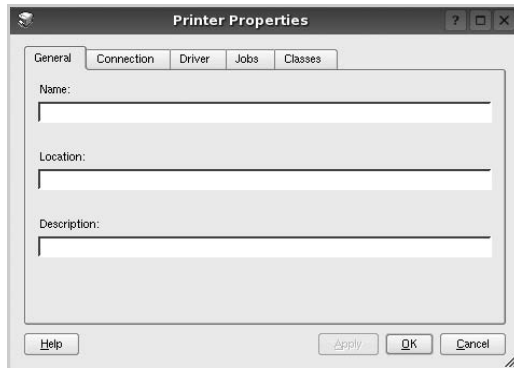 Printer Properties
?
General Connection Driver Jobs Classes
Name:
Location:
Description:
Help Apply OK Cancel